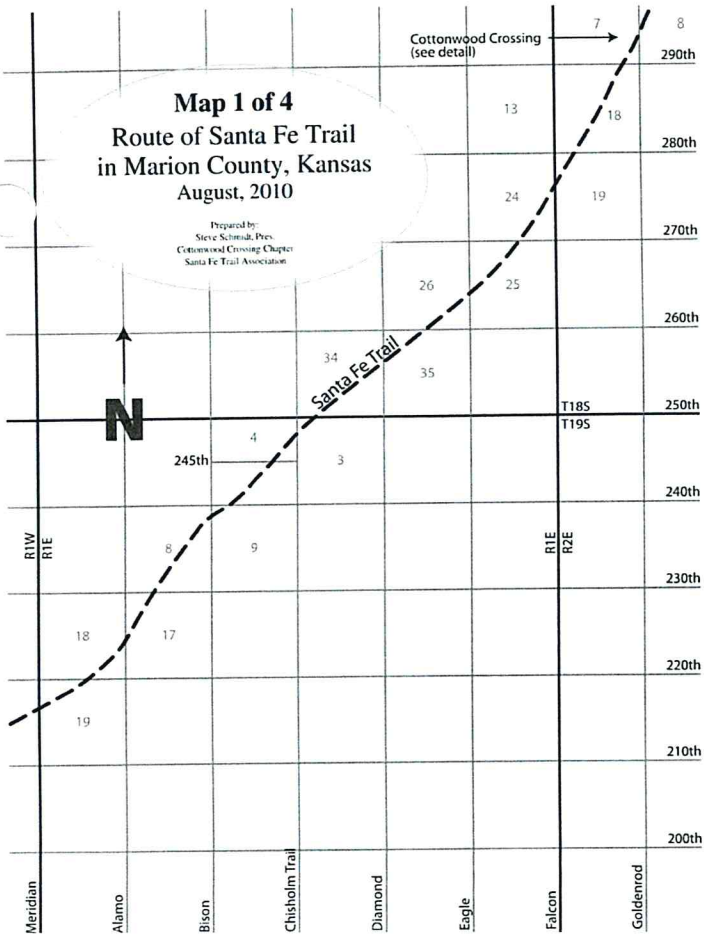 7
8
Cottonwood Crossing
(see detail)
290th
Map 1 of 4
Route of Santa Fe Trail
in Marion County, Kansas
August, 2010
Prepared by:
Steve Schmidt, Pres.
Cottonwood Crossing Chapter
Santa Fe Trail Association
13
18
280th
24
19
270th
26
25
260th
34
Santa Fe Trail
35
T18S
250th
T19S
N
4
245th
3
240th
R1W
R1E
8
9
R1E
R2E
230th
18
17
220th
19
210th
200th
Meridian
Alamo
Bison
Chisholm Trail
Diamond
Eagle
Falcon
Goldenrod